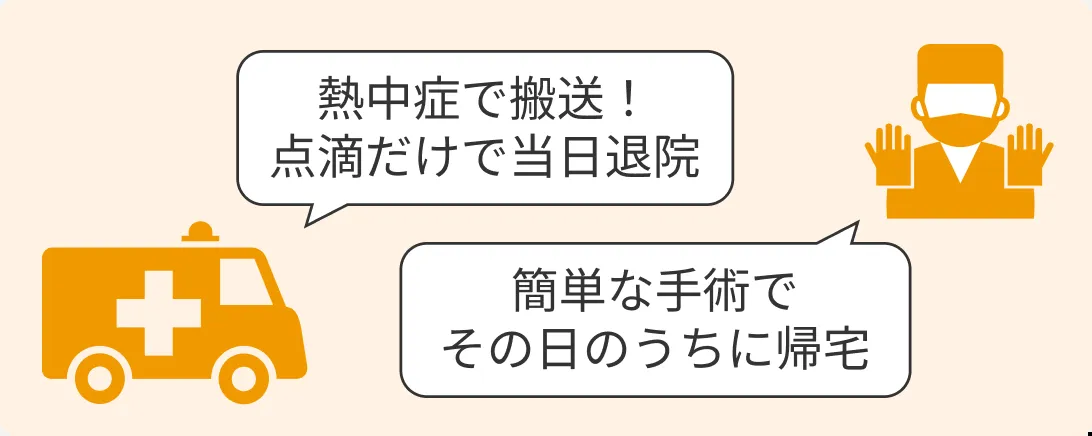 熱中症で搬送！
点滴だけで当日退院
簡単な手術で
その日のうちに帰宅